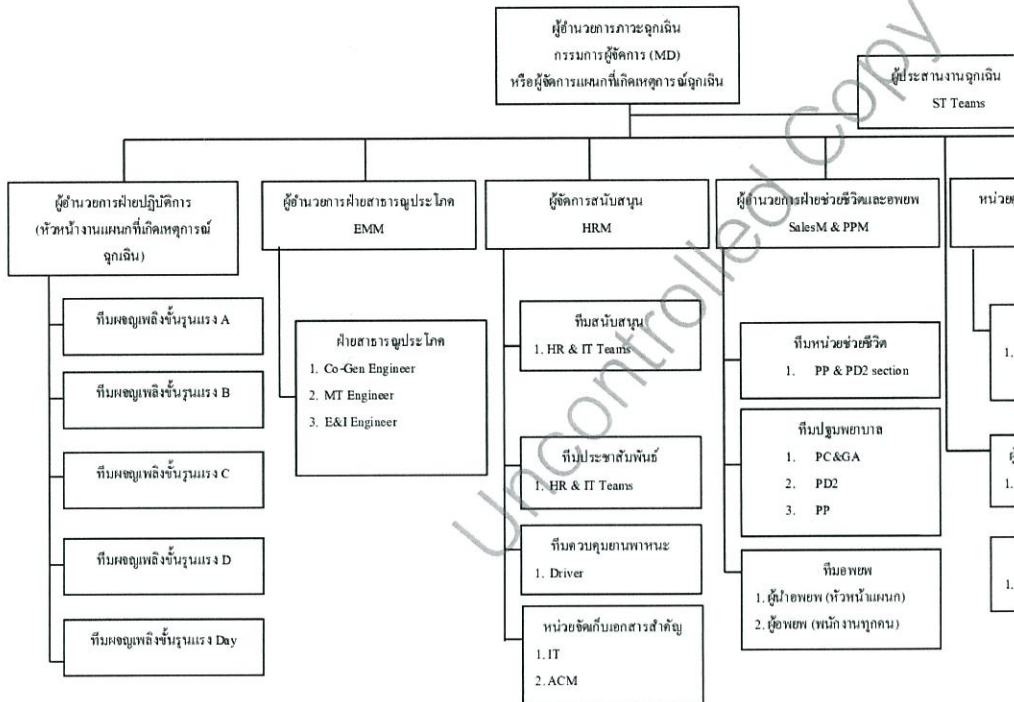 ผู้อำนวยการภาวะฉุกเฉิน
กรรมการผู้จัดการ (MD)
หรือผู้จัดการแผนกที่เกิดเหตุการณ์ฉุกเฉิน
ผู้ประสานงานฉุกเฉิน
ST Teams
ผู้อำนวยการฝ่ายปฏิบัติการ
(หัวหน้างานแผนกที่เกิดเหตุการณ์
ฉุกเฉิน)
ทีมผจญเพลิงขั้นรุนแรง A
ทีมผจญเพลิงขั้นรุนแรง B
ทีมผจญเพลิงขั้นรุนแรง C
ทีมผจญเพลิงขั้นรุนแรง D
ทีมผจญเพลิงขั้นรุนแรง Day
ผู้อำนวยการฝ่ายสาธารณูประโภค
EMM
ฝ่ายสาธารณูประโภค
1. Co-Gen Engineer
2. MT Engineer
3. E&I Engineer
ผู้จัดการสนับสนุน
HRM
ทีมสนับสนุน
1. HR & IT Teams
ทีมประชาสัมพันธ์
1. HR & IT Teams
ทีมควบคุมยานพาหนะ
1. Driver
หน่วยจัดเก็บเอกสารสำคัญ
1. IT
2. ACM
ผู้อำนวยการฝ่ายช่วยชีวิตและอพยพ
SalesM & PPM
ทีมหน่วยช่วยชีวิต
1. PP & PD2 section
ทีมปฐมพยาบาล
1. PC&GA
2. PD2
3. PP
ทีมอพยพ
1. ผู้นำอพยพ (หัวหน้าแผนก)
2. ผู้อพยพ (พนักงานทุกคน)
หน่วย
1.
1.
1.
Uncontrolled Copy